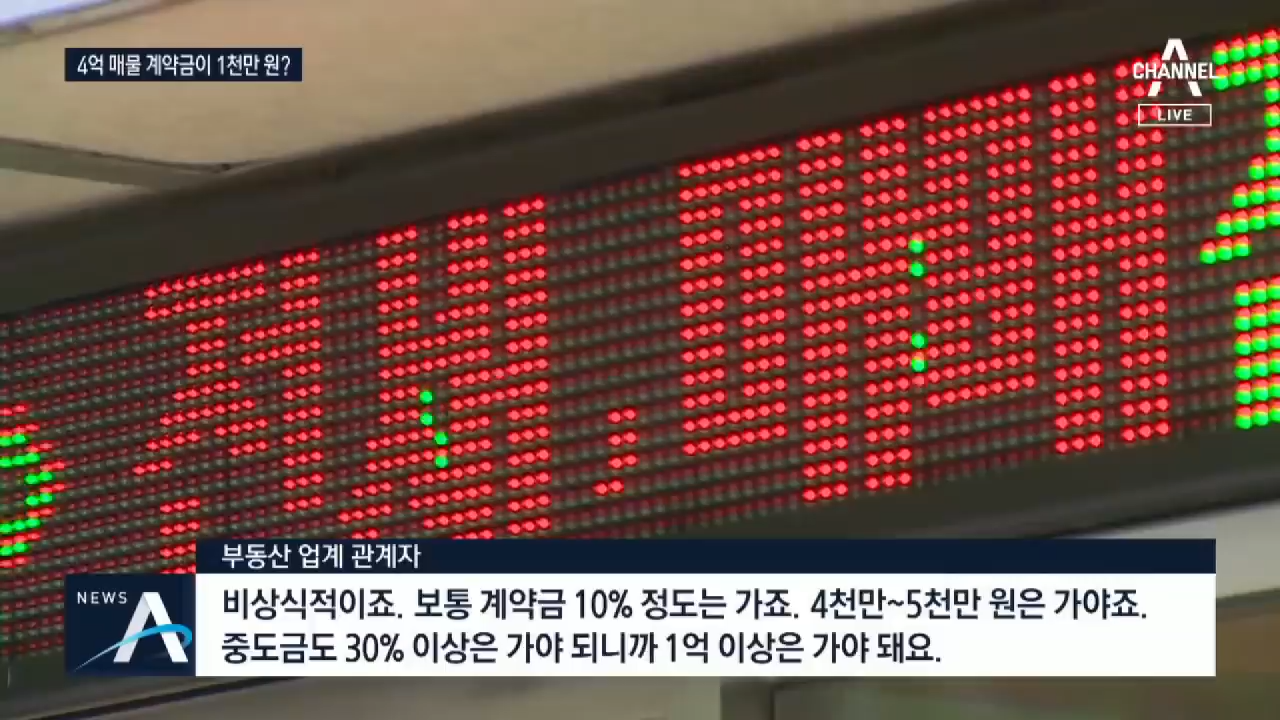 4억 매물 계약금이 1천만 원?
CHANNEL A
LIVE
부동산 업계 관계자
NEWS A
비상식적이죠. 보통 계약금 10% 정도는 가죠. 4천만~5천만 원은 가야죠.
중도금도 30% 이상은 가야 되니까 1억 이상은 가야 돼요.